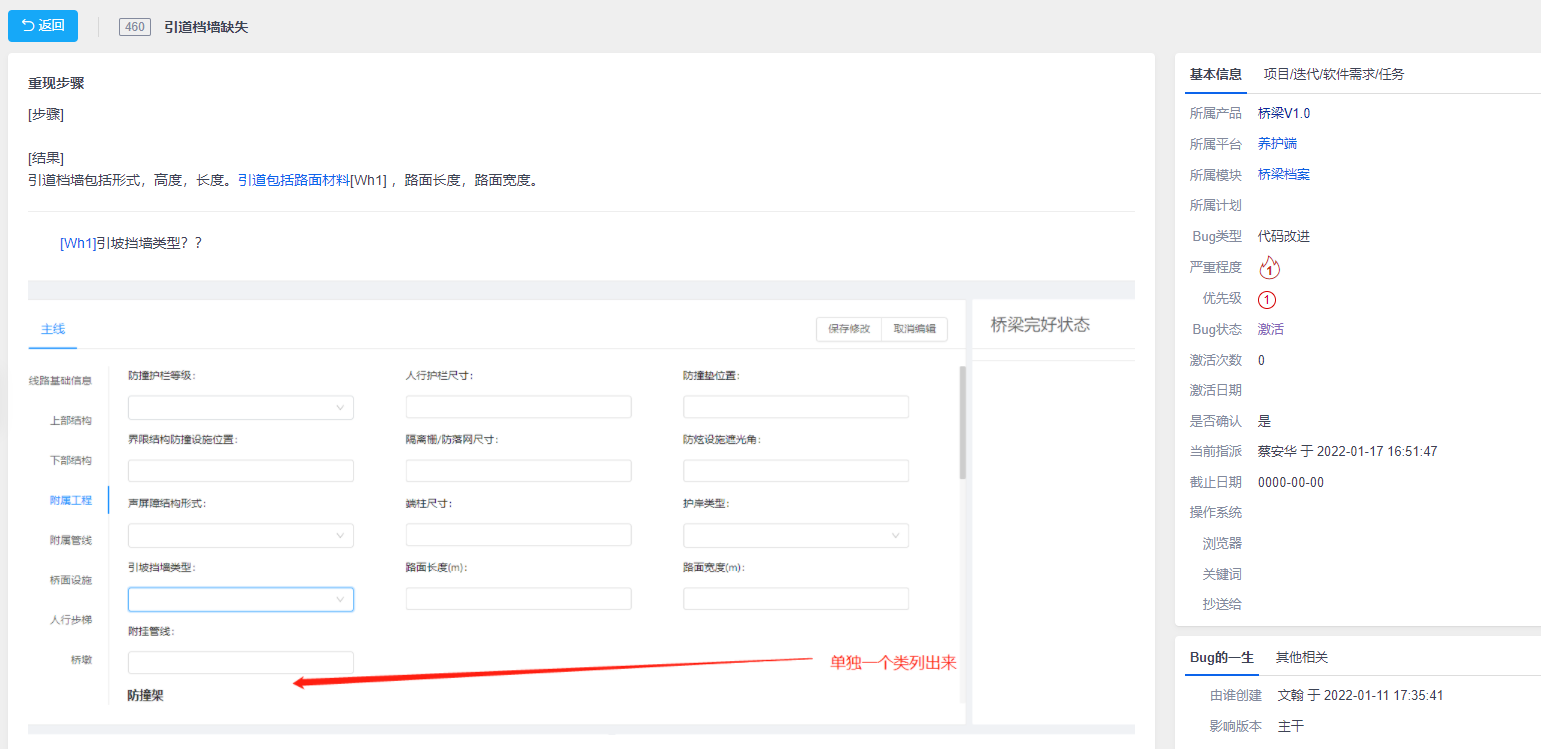 返回
460 引道档墙缺失
重现步骤
[步骤]
[结果]
引道档墙包括形式，高度，长度。引道包括路面材料[Wh1]， 路面长度，路面宽度。
[Wh1]引坡挡墙类型？？
主线
保存修改 取消编辑
桥梁完好状态
线路基础信息
上部结构
下部结构
附属工程
附属管线
桥面设施
人行步梯
桥墩
防撞护栏等级:
人行护栏尺寸:
防撞垫位置:
界限结构防撞设施位置:
隔离栅/防落网尺寸:
防炫设施遮光角:
声屏障结构形式:
端柱尺寸:
护岸类型:
引坡挡墙类型:
路面长度(m):
路面宽度(m):
附挂管线:
单独一个类列出来
防撞架
基本信息 项目/迭代/软件需求/任务
所属产品 桥梁V1.0
所属平台 养护端
所属模块 桥梁档案
所属计划
Bug类型 代码改进
严重程度 1
优先级 1
Bug状态 激活
激活次数 0
激活日期
是否确认 是
当前指派 蔡安华 于 2022-01-17 16:51:47
截止日期 0000-00-00
操作系统
浏览器
关键词
抄送给
Bug的一生 其他相关
由谁创建 文翰 于 2022-01-11 17:35:41
影响版本 主干